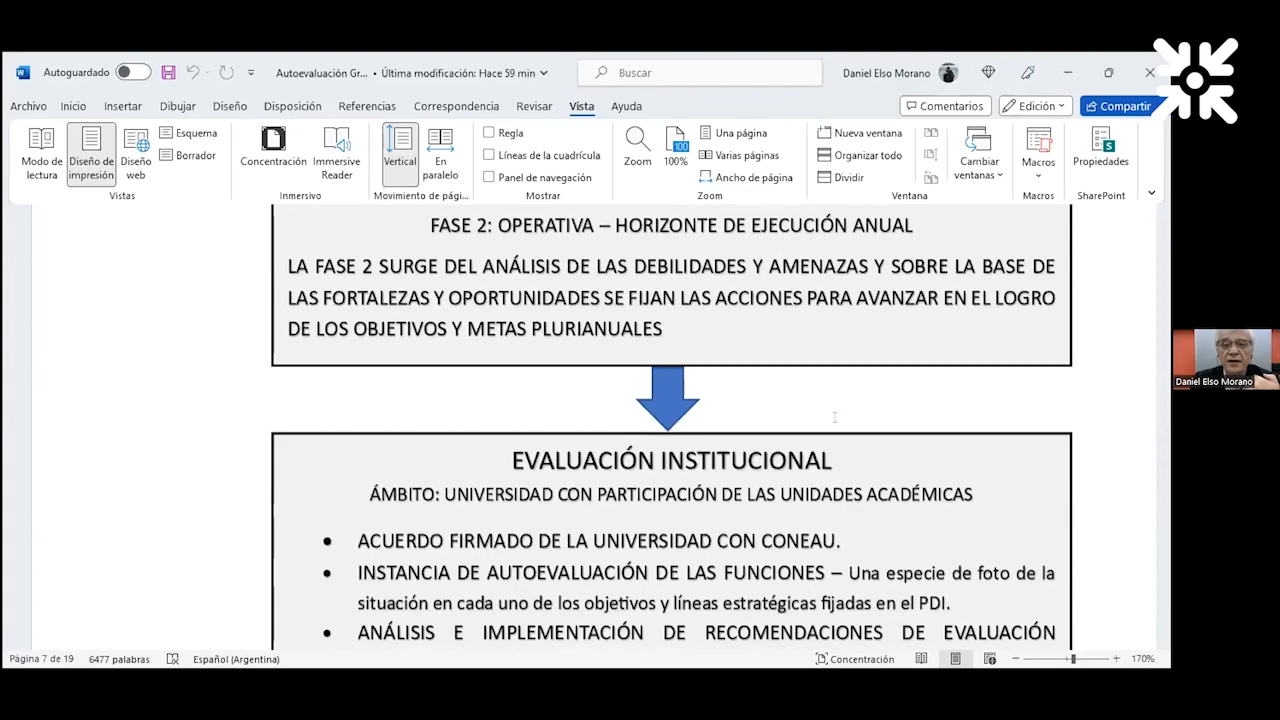 Autoguardado
Autoevaluación Gr... • Última modificación: Hace 59 min
Buscar
Daniel Elso Morano
Archivo Inicio Insertar Dibujar Diseño Disposición Referencias Correspondencia Revisar Vista Ayuda
Comentarios Edición Compartir
Modo de lectura
Diseño de impresión
Diseño web
Esquema
Borrador
Vistas
Concentración
Immersive Reader
Inmersivo
Vertical
En paralelo
Movimiento de pági...
Regla
Líneas de la cuadrícula
Panel de navegación
Mostrar
Zoom
100
100%
Una página
Varias páginas
Ancho de página
Zoom
Nueva ventana
Organizar todo
Dividir
Cambiar ventanas
Ventana
Macros
Macros
S
Propiedades
SharePoint
FASE 2: OPERATIVA – HORIZONTE DE EJECUCIÓN ANUAL
LA FASE 2 SURGE DEL ANÁLISIS DE LAS DEBILIDADES Y AMENAZAS Y SOBRE LA BASE DE
LAS FORTALEZAS Y OPORTUNIDADES SE FIJAN LAS ACCIONES PARA AVANZAR EN EL LOGRO
DE LOS OBJETIVOS Y METAS PLURIANUALES
EVALUACIÓN INSTITUCIONAL
ÁMBITO: UNIVERSIDAD CON PARTICIPACIÓN DE LAS UNIDADES ACADÉMICAS
• ACUERDO FIRMADO DE LA UNIVERSIDAD CON CONEAU.
• INSTANCIA DE AUTOEVALUACIÓN DE LAS FUNCIONES – Una especie de foto de la
situación en cada uno de los objetivos y líneas estratégicas fijadas en el PDI.
• ANÁLISIS E IMPLEMENTACIÓN DE RECOMENDACIONES DE EVALUACIÓN
Daniel Elso Morano
Página 7 de 19 6477 palabras Español (Argentina) Concentración 170%